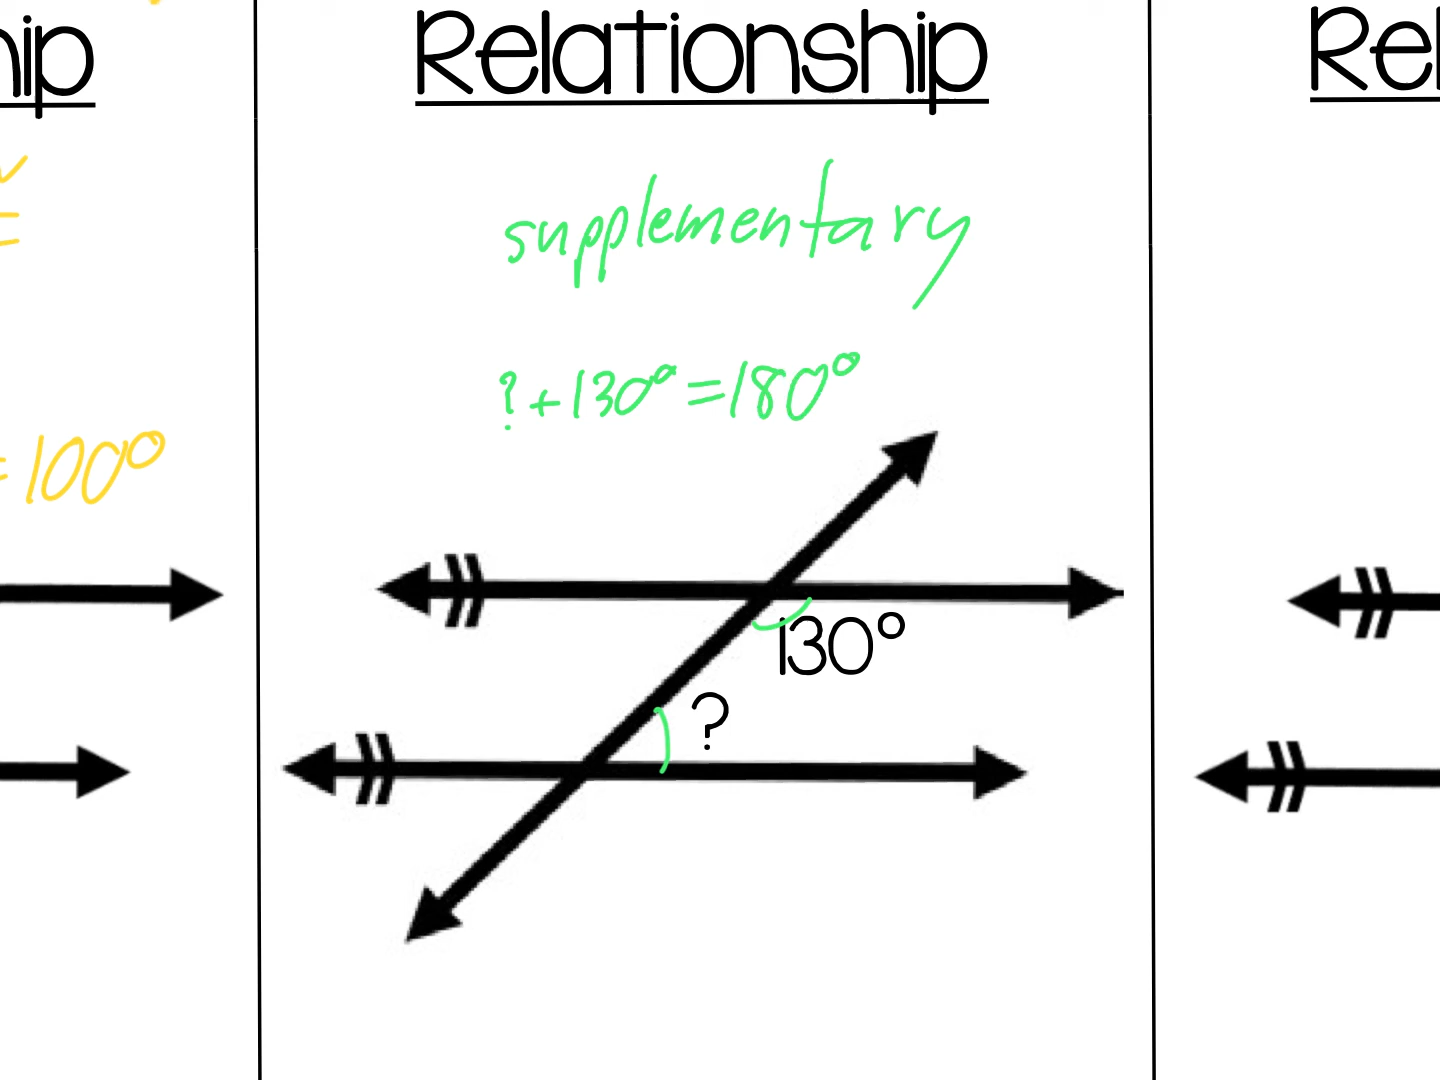 hip
Relationship
Rel
supplementary
? + 130° = 180°
= 100°
130°
?